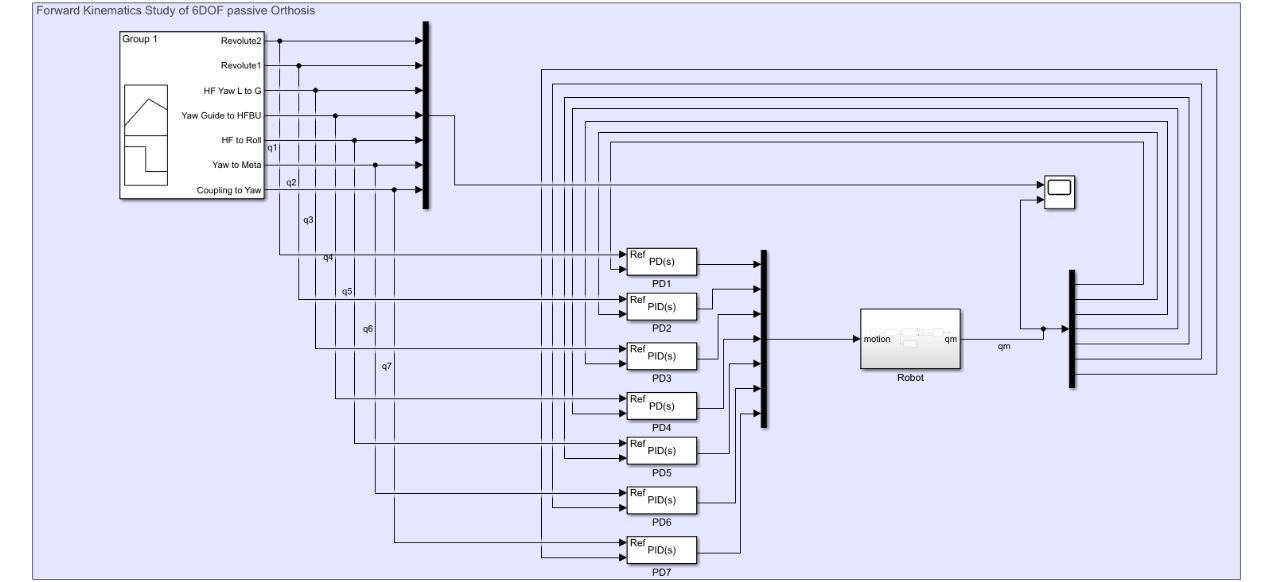 Forward Kinematics Study of 6DOF passive Orthosis
Group 1
Revolute2
Revolute1
HF Yaw L to G
Yaw Guide to HFBU
HF to Roll
Yaw to Meta
Coupling to Yaw
q1
q2
q3
q4
q5
q6
q7
Ref
PD(s)
PD1
Ref
PID(s)
PD2
Ref
PID(s)
PD3
Ref
PD(s)
PD4
Ref
PID(s)
PD5
Ref
PID(s)
PD6
Ref
PID(s)
PD7
motion
qm
Robot
qm